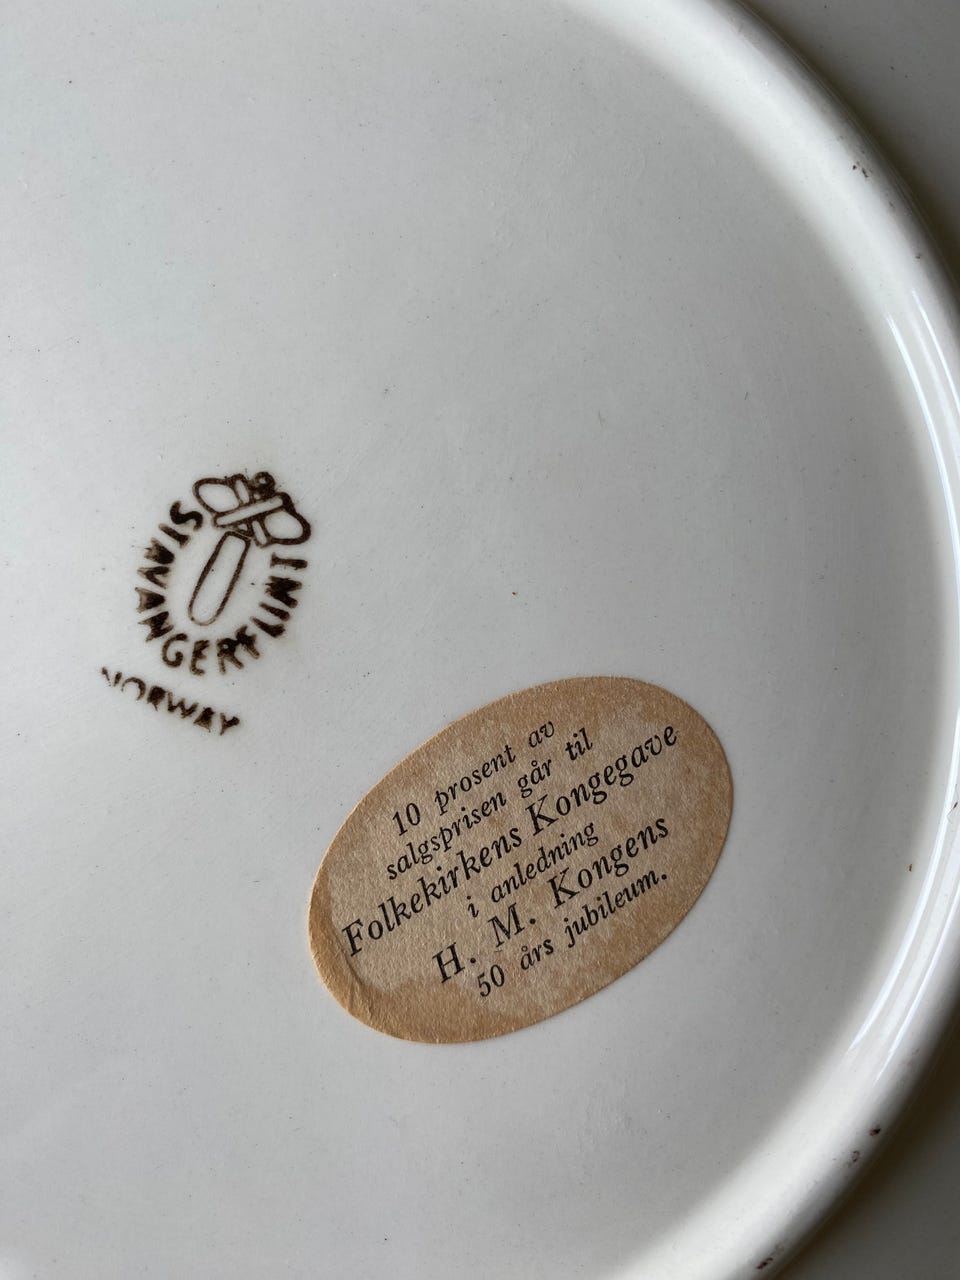 STAVANGERFLINT
NORWAY
10 prosent av
salgsprisen går til
Folkekirkens Kongegave
i anledning
H. M. Kongens
50 års jubileum.